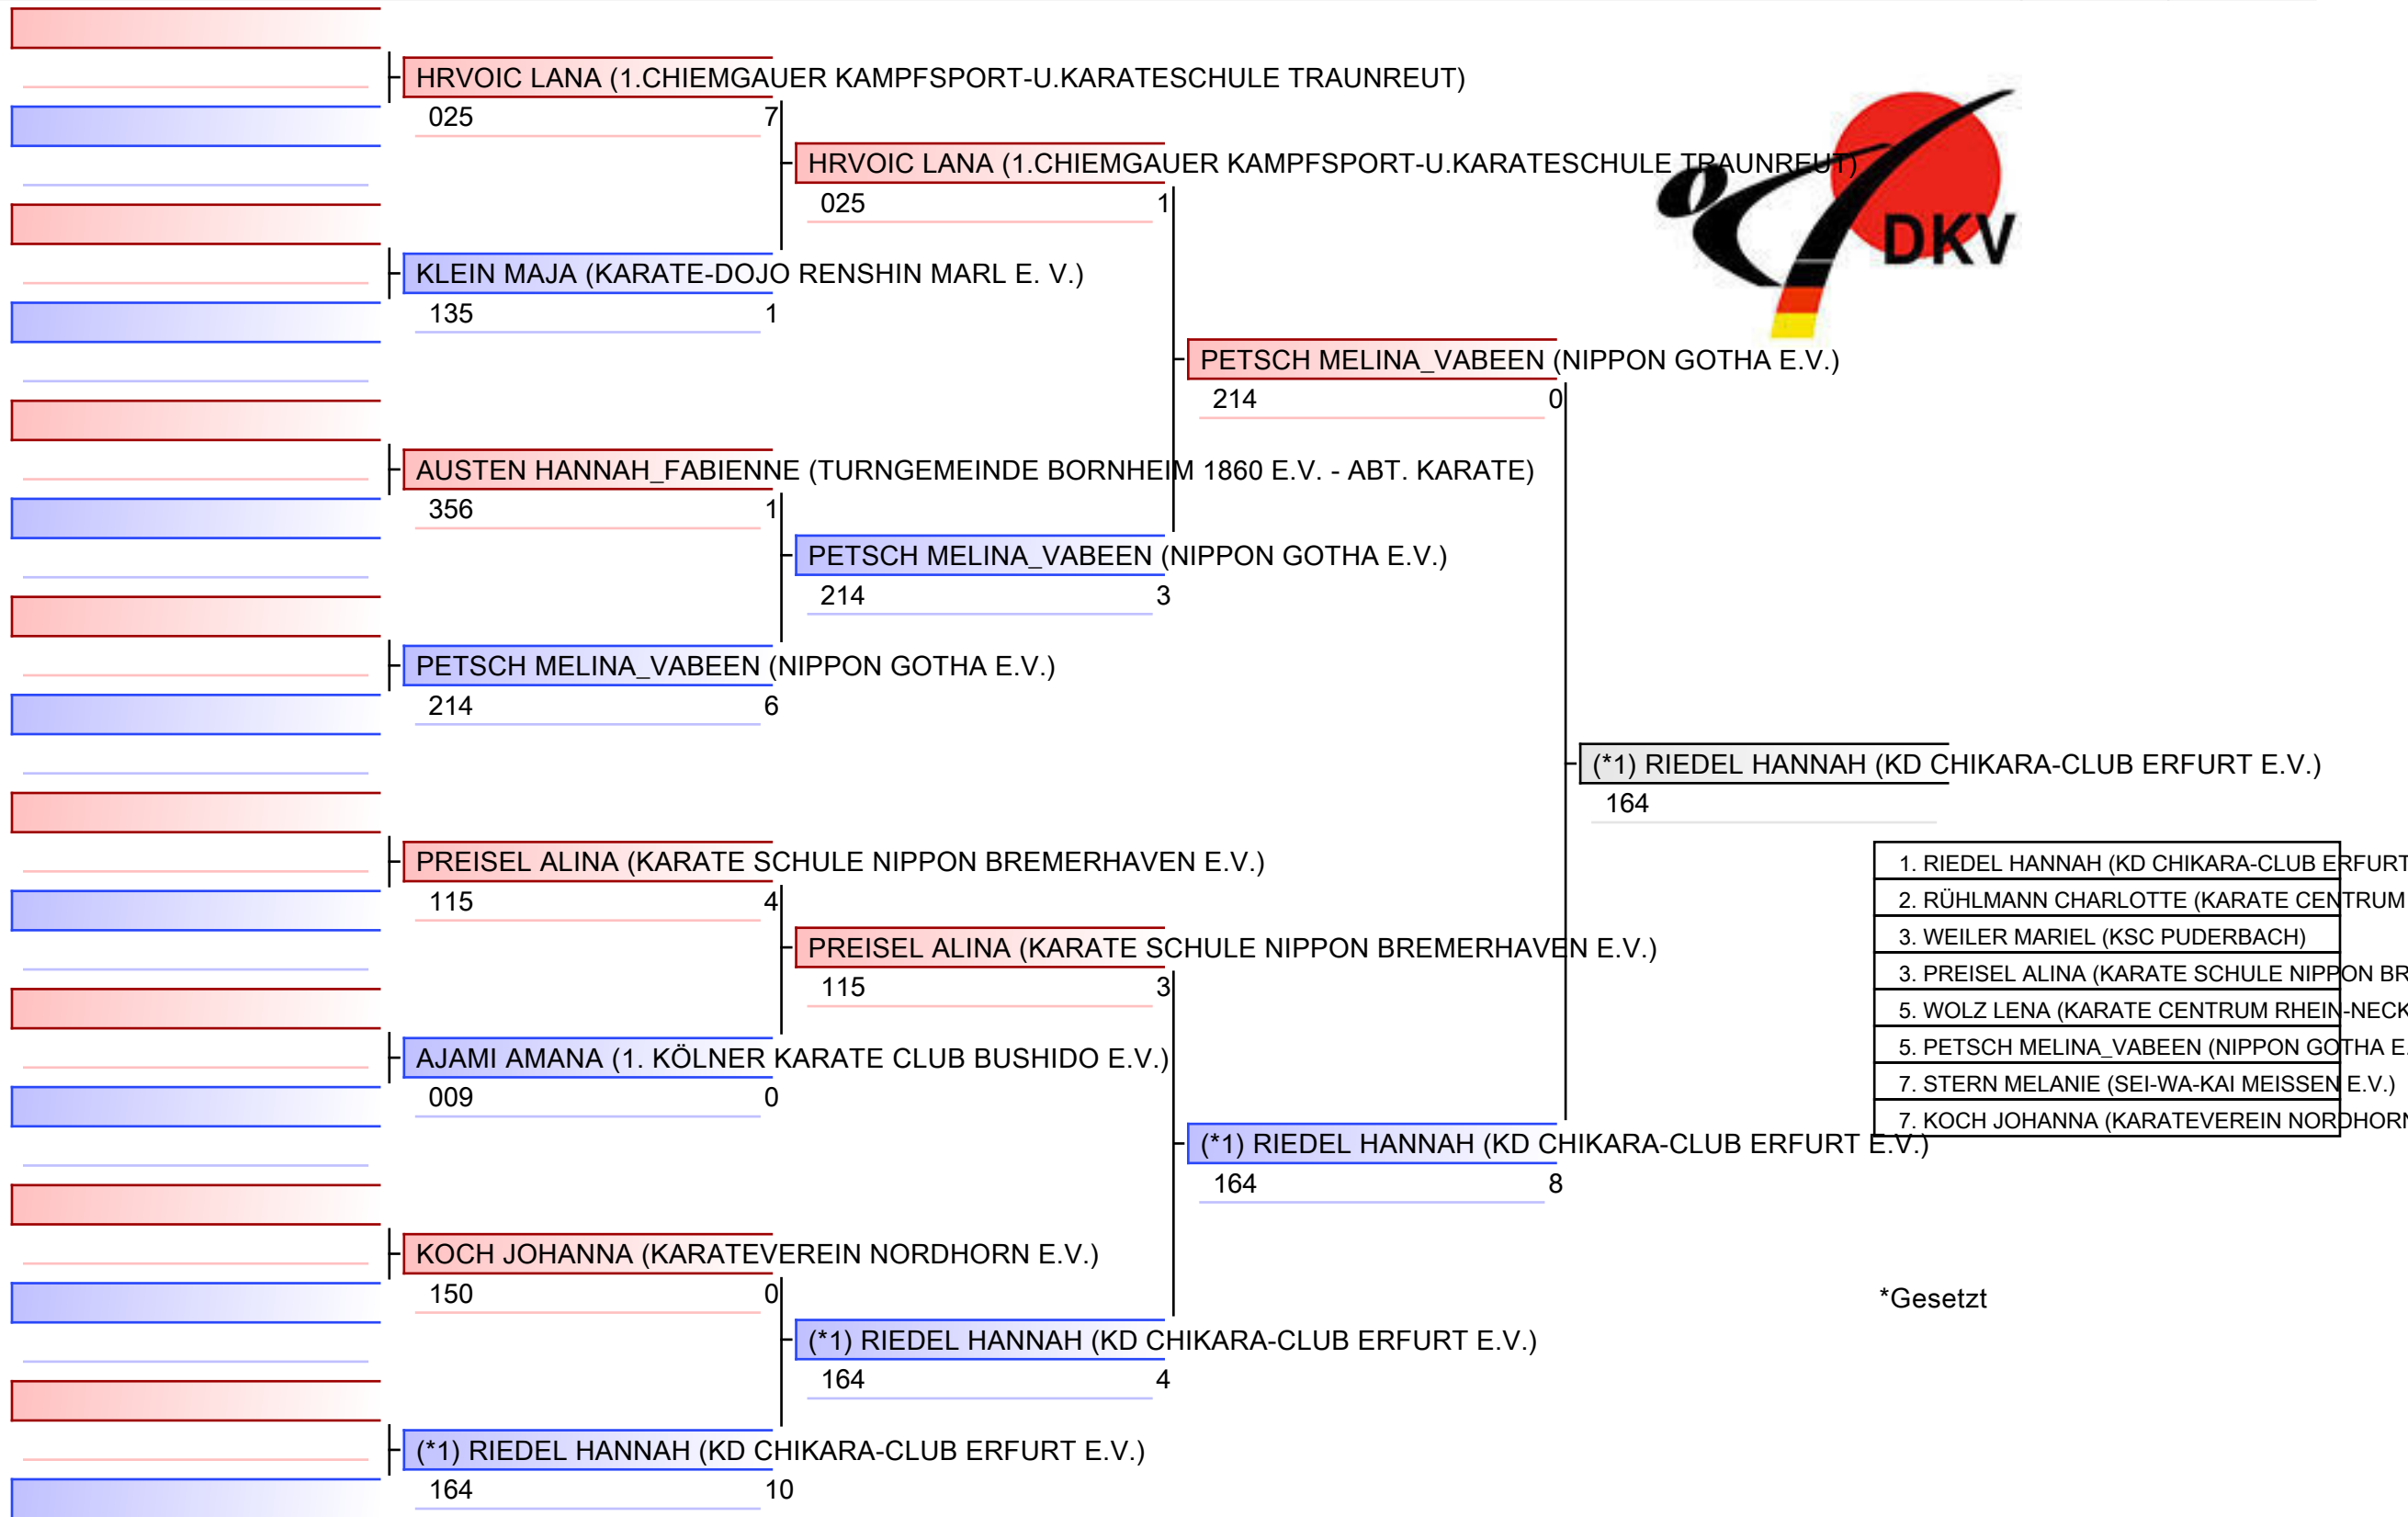 HRVOIC LANA (1.CHIEMGAUER KAMPFSPORT-U.KARATESCHULE TRAUNREUT)
025 7
HRVOIC LANA (1.CHIEMGAUER KAMPFSPORT-U.KARATESCHULE TRAUNREUT)
025 1
DKV
KLEIN MAJA (KARATE-DOJO RENSHIN MARL E. V.)
135 1
PETSCH MELINA_VABEEN (NIPPON GOTHA E.V.)
214 0
AUSTEN HANNAH_FABIENNE (TURNGEMEINDE BORNHEIM 1860 E.V. - ABT. KARATE)
356 1
PETSCH MELINA_VABEEN (NIPPON GOTHA E.V.)
214 3
PETSCH MELINA_VABEEN (NIPPON GOTHA E.V.)
214 6
(*1) RIEDEL HANNAH (KD CHIKARA-CLUB ERFURT E.V.)
164
PREISEL ALINA (KARATE SCHULE NIPPON BREMERHAVEN E.V.)
115 4
PREISEL ALINA (KARATE SCHULE NIPPON BREMERHAVEN E.V.)
115 3
AJAMI AMANA (1. KÖLNER KARATE CLUB BUSHIDO E.V.)
009 0
(*1) RIEDEL HANNAH (KD CHIKARA-CLUB ERFURT E.V.)
164 8
1. RIEDEL HANNAH (KD CHIKARA-CLUB ERFURT
2. RÜHLMANN CHARLOTTE (KARATE CENTRUM
3. WEILER MARIEL (KSC PUDERBACH)
3. PREISEL ALINA (KARATE SCHULE NIPPON BR
5. WOLZ LENA (KARATE CENTRUM RHEIN-NECK
5. PETSCH MELINA_VABEEN (NIPPON GOTHA E.
7. STERN MELANIE (SEI-WA-KAI MEISSEN E.V.)
7. KOCH JOHANNA (KARATEVEREIN NORDHORN
KOCH JOHANNA (KARATEVEREIN NORDHORN E.V.)
150 0
*Gesetzt
(*1) RIEDEL HANNAH (KD CHIKARA-CLUB ERFURT E.V.)
164 4
(*1) RIEDEL HANNAH (KD CHIKARA-CLUB ERFURT E.V.)
164 10